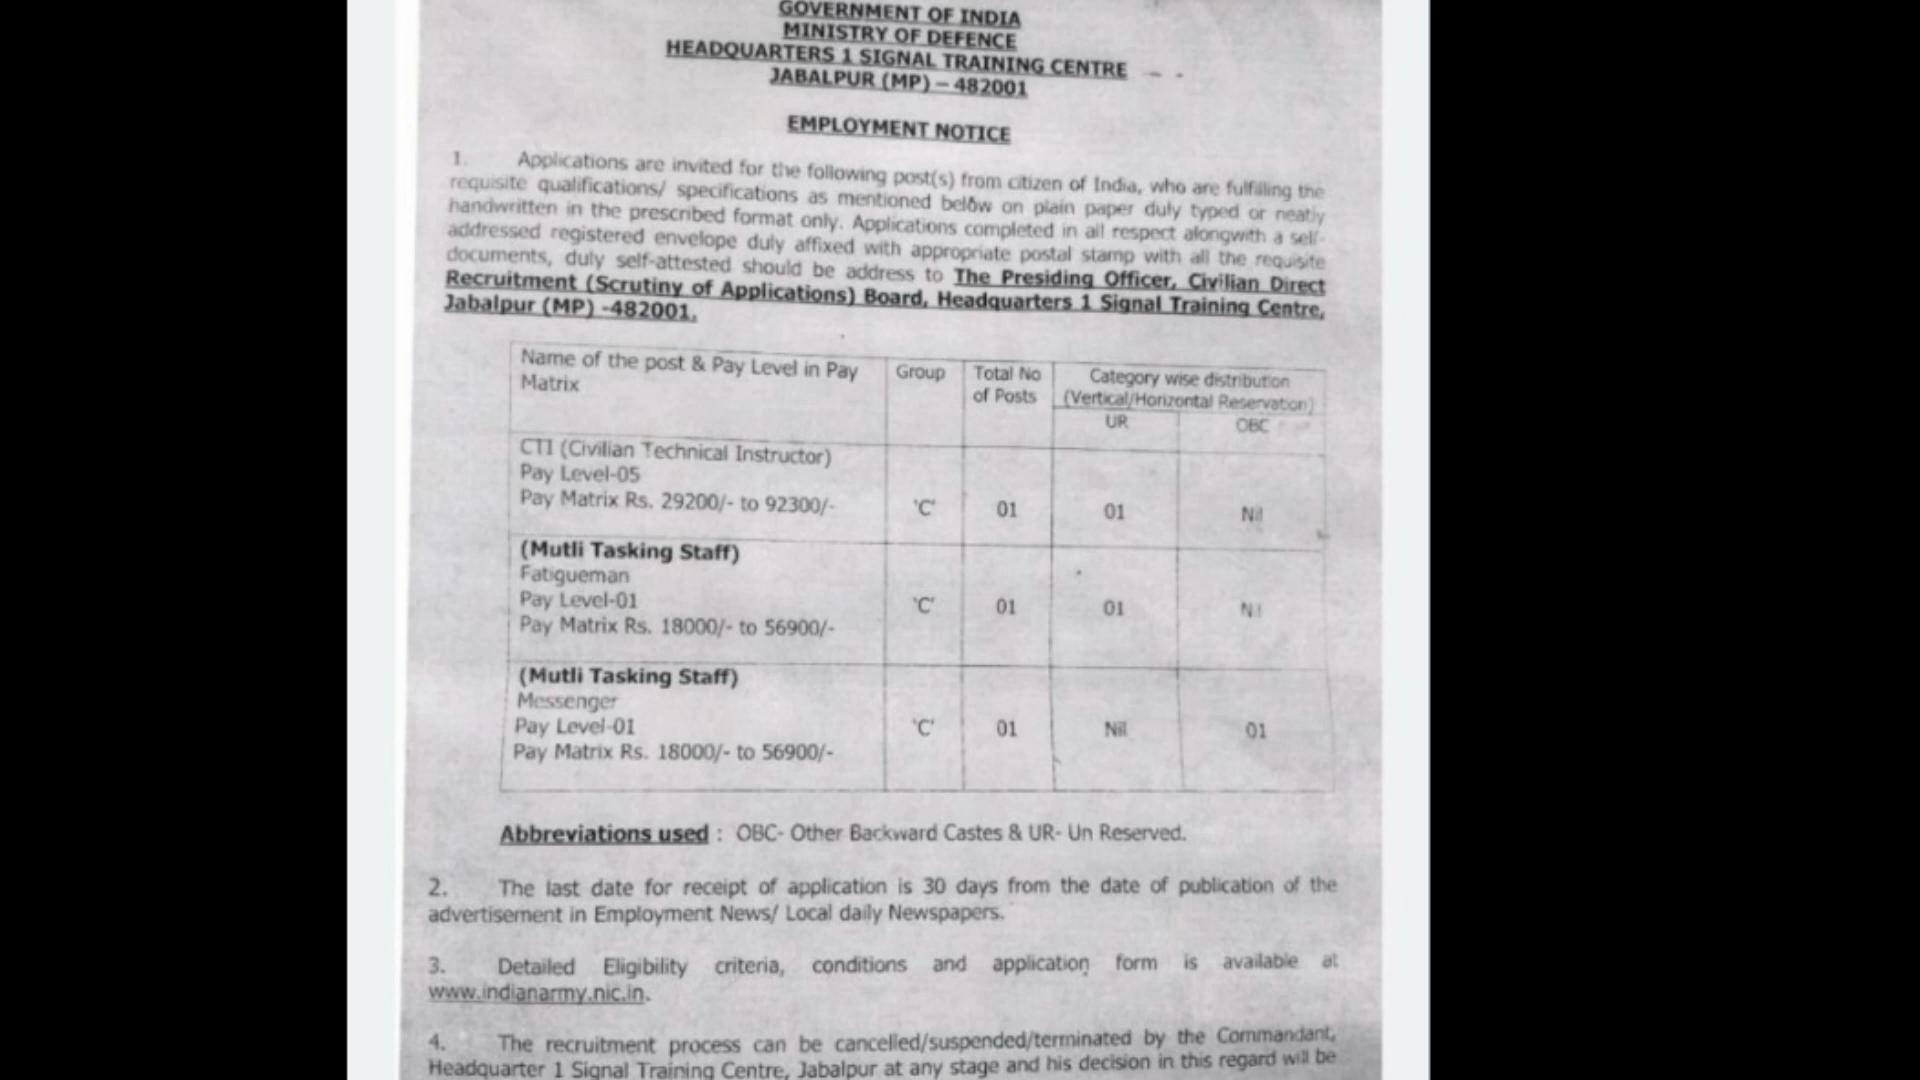 GOVERNMENT OF INDIA
MINISTRY OF DEFENCE
HEADQUARTERS 1 SIGNAL TRAINING CENTRE
JABALPUR (MP) – 482001
EMPLOYMENT NOTICE
1. Applications are invited for the following post(s) from citizen of India, who are fulfilling the
requisite qualifications/ specifications as mentioned below on plain paper duly typed or neatly
handwritten in the prescribed format only. Applications completed in all respect alongwith a self-
addressed registered envelope duly affixed with appropriate postal stamp with all the requisite
documents, duly self-attested should be address to The Presiding Officer, Civilian Direct
Recruitment (Scrutiny of Applications) Board, Headquarters 1 Signal Training Centre,
Jabalpur (MP) -482001.
Name of the post & Pay Level in Pay Matrix Group Total No of Posts Category wise distribution (Vertical/Horizontal Reservation)
UR OBC
CTI (Civilian Technical Instructor)
Pay Level-05
Pay Matrix Rs. 29200/- to 92300/- 'C' 01 01 Nil
(Mutli Tasking Staff)
Fatigueman
Pay Level-01 'C' 01 01 Nil
Pay Matrix Rs. 18000/- to 56900/-
(Mutli Tasking Staff)
Messenger
Pay Level-01 'C' 01 Nil 01
Pay Matrix Rs. 18000/- to 56900/-
Abbreviations used : OBC- Other Backward Castes & UR- Un Reserved.
2. The last date for receipt of application is 30 days from the date of publication of the
advertisement in Employment News/ Local daily Newspapers.
3. Detailed Eligibility criteria, conditions and application form is available at
www.indianarmy.nic.in.
4. The recruitment process can be cancelled/suspended/terminated by the Commandant,
Headquarter 1 Signal Training Centre, Jabalpur at any stage and his decision in this regard will be